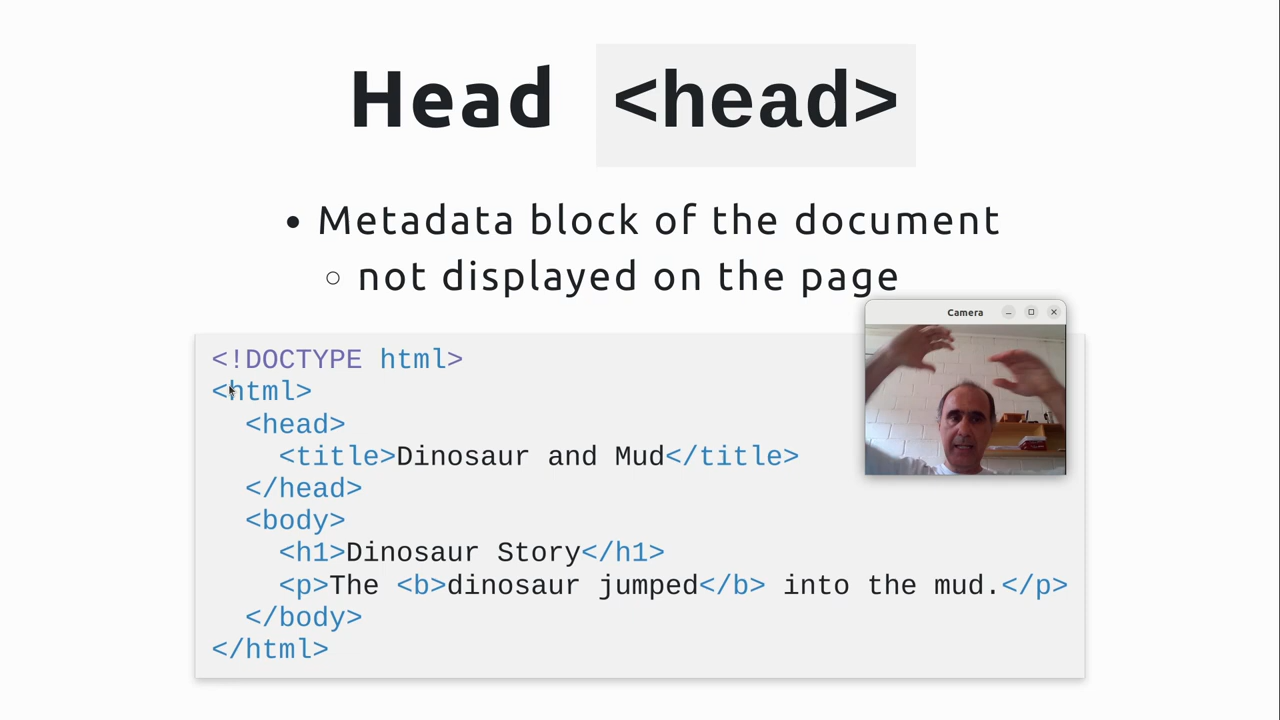 Head <head>
• Metadata block of the document
◦ not displayed on the page
Camera
<!DOCTYPE html>
<html>
  <head>
    <title>Dinosaur and Mud</title>
  </head>
  <body>
    <h1>Dinosaur Story</h1>
    <p>The <b>dinosaur jumped</b> into the mud.</p>
  </body>
</html>